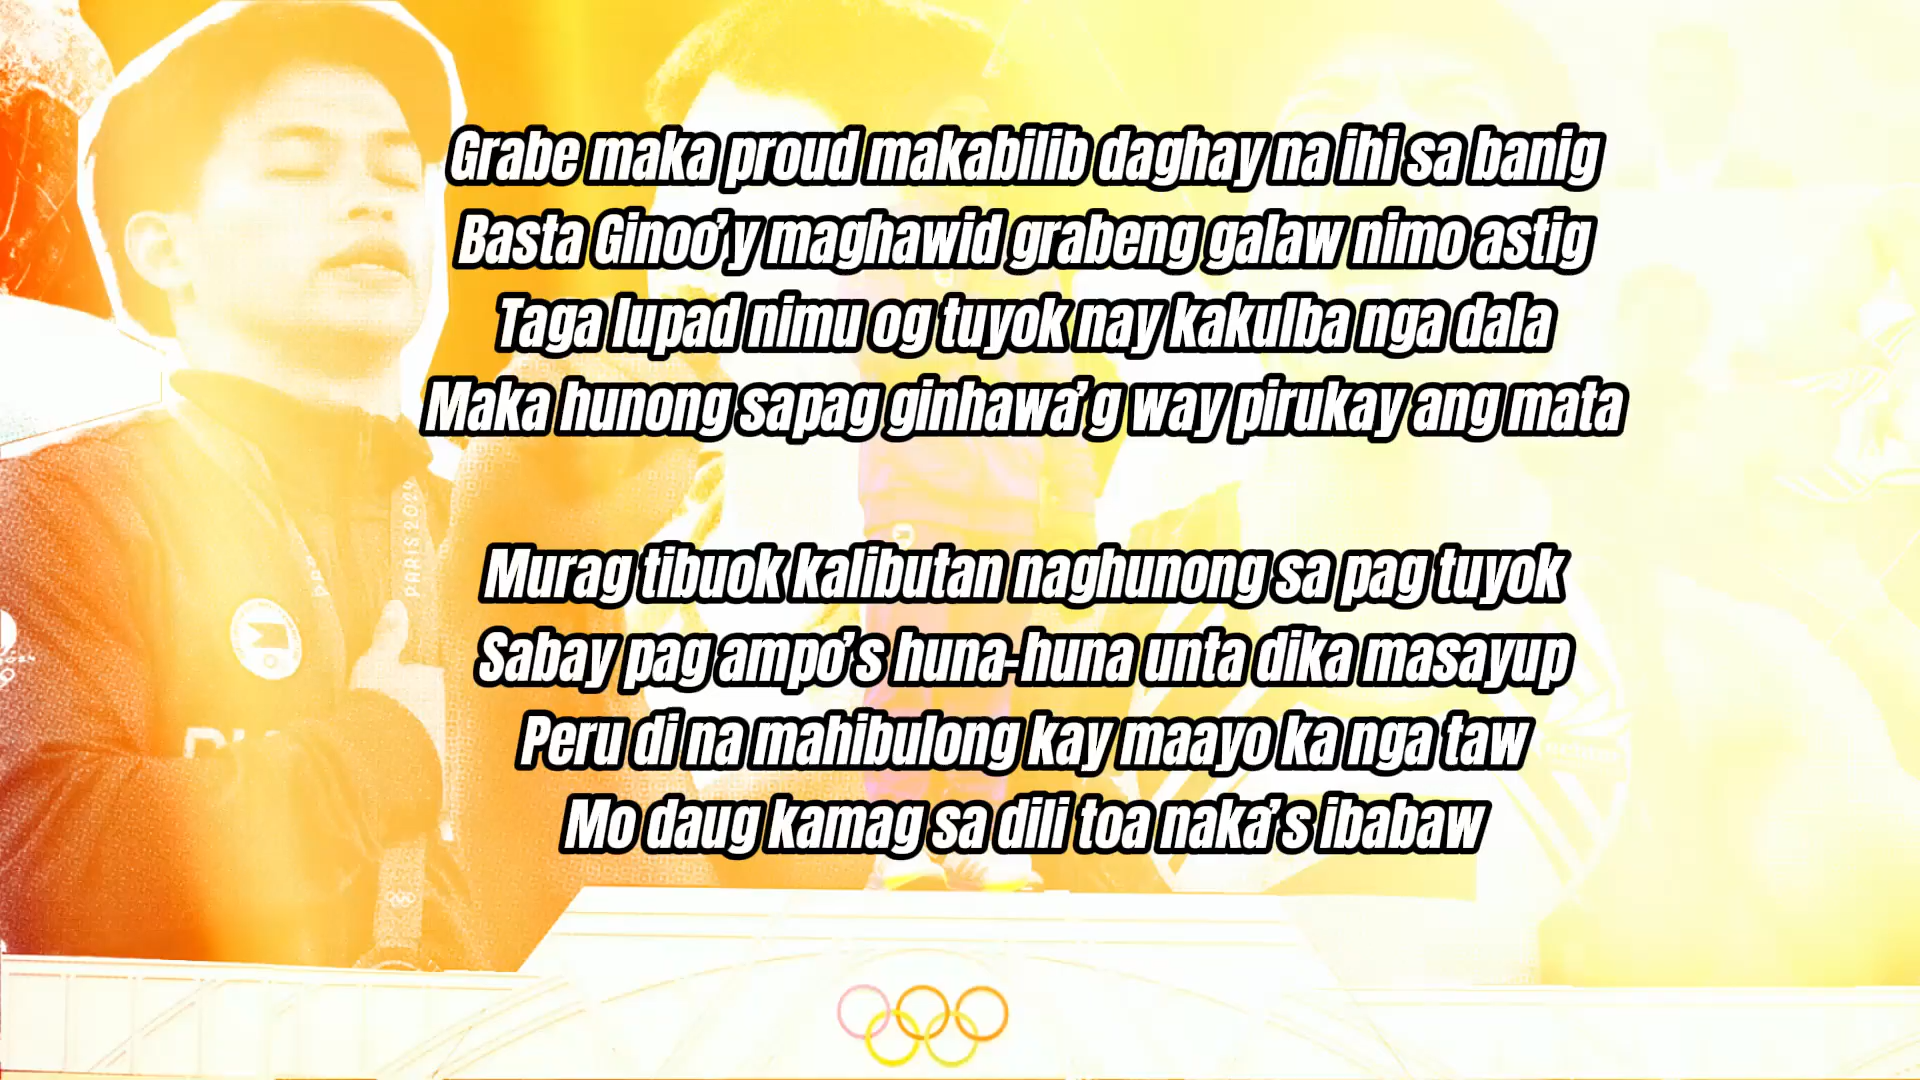 Grabe maka proud makabilib daghay na ihi sa banig
Basta Ginoo'y maghawid grabeng galaw nimo astig
Taga lupad nimu og tuyok nay kakulba nga dala
Maka hunong sapag ginhawa'g way pirukay ang mata
Murag tibuok kalibutan naghunong sa pag tuyok
Sabay pag ampo's huna-huna unta dika masayup
Peru di na mahibulong kay maayo ka nga taw
Mo daug kamag sa dili toa naka's ibabaw
PARIS 2024